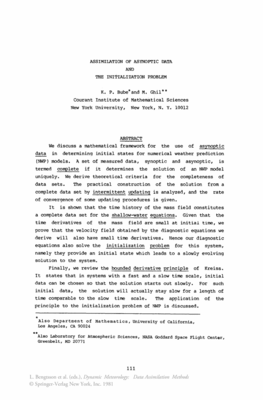 ASSIMILATION OF ASYNOPTIC DATA
AND
THE INITIALIZATION PROBLEM
K. P. Bube* and M. Ghil**
Courant Institute of Mathematical Sciences
New York University, New York, N. Y. 10012
ABSTRACT
We discuss a mathematical framework for the use of asynoptic
data in determining initial states for numerical weather prediction
(NWP) models. A set of measured data, synoptic and asynoptic, is
termed complete if it determines the solution of an NWP model
uniquely. We derive theoretical criteria for the completeness of
data sets. The practical construction of the solution from a
complete data set by intermittent updating is analyzed, and the rate
of convergence of some updating procedures is given.
It is shown that the time history of the mass field constitutes
a complete data set for the shallow-water equations. Given that the
time derivatives of the mass field are small at initial time, we
prove that the velocity field obtained by the diagnostic equations we
derive will also have small time derivatives. Hence our diagnostic
equations also solve the initialization problem for this system,
namely they provide an initial state which leads to a slowly evolving
solution to the system.
Finally, we review the bounded derivative principle of Kreiss.
It states that in systems with a fast and a slow time scale, initial
data can be chosen so that the solution starts out slowly. For such
initial data, the solution will actually stay slow for a length of
time comparable to the slow time scale. The application of the
principle to the initialization problem of NWP is discussed.
*Also Department of Mathematics, University of California,
Los Angeles, CA 90024
**Also Laboratory for Atmospheric Sciences, NASA Goddard Space Flight Center,
Greenbelt, MD 20771
111
L. Bengtsson et al. (eds.), Dynamic Meteorology: Data Assimilation Methods
© Springer-Verlag New York Inc. 1981